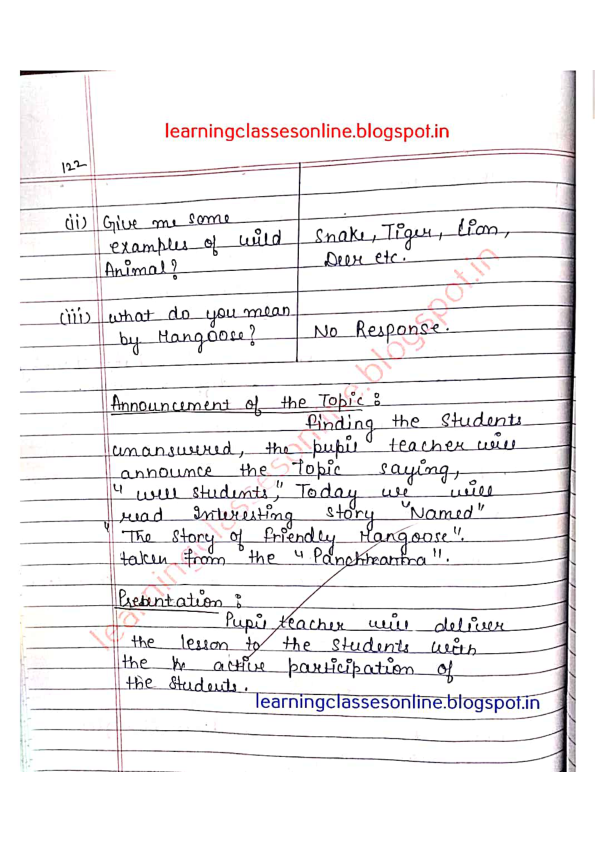 learningclassesonline.blogspot.in
122
(ii) Give me some
examples of wild
Animal?
Snake, Tiger, Lion,
Deer etc.
(iii) what do you mean
by Mangoose?
No Response.
Announcement of the Topic:
Finding the Students
unanswered, the pupil teacher will
announce the Topic saying,
"well students," Today we will
read Interesting story "Named"
"The Story of Friendly Mangoose".
taken from the "Panchtantra".
Presentation:
Pupil teacher will deliver
the lesson to the students with
the active participation of
the students.
learningclassesonline.blogspot.in
learningclassesonline.blogspot.in